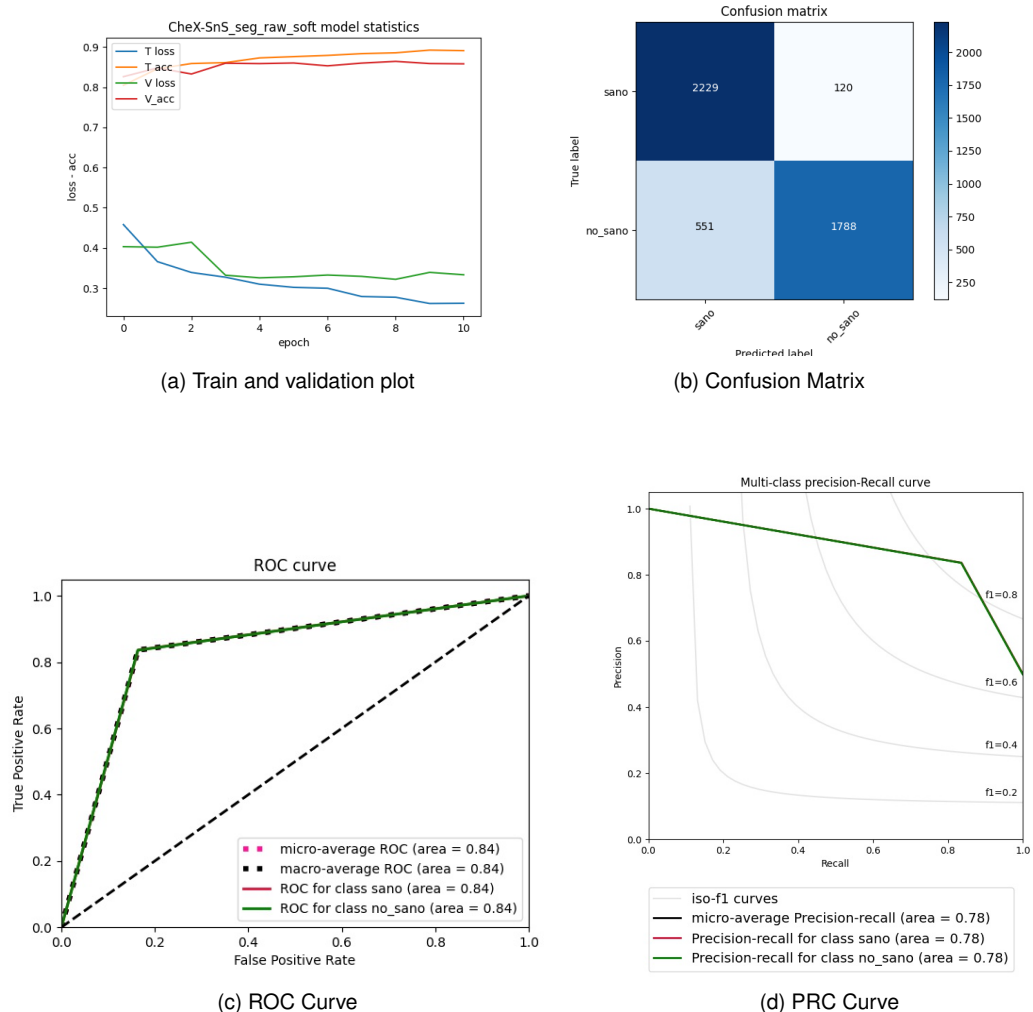 CheX-SnS_seg_raw_soft model statistics
T loss
T acc
V loss
V_acc
0.9
0.8
0.7
0.6
0.5
0.4
0.3
loss - acc
0 2 4 6 8 10
epoch
(a) Train and validation plot
Confusion matrix
sano
no_sano
True label
2229 120
551 1788
sano no_sano
Predicted label
2000
1750
1500
1250
1000
750
500
250
(b) Confusion Matrix
ROC curve
1.0
0.8
0.6
0.4
0.2
0.0
True Positive Rate
micro-average ROC (area = 0.84)
macro-average ROC (area = 0.84)
ROC for class sano (area = 0.84)
ROC for class no_sano (area = 0.84)
0.0 0.2 0.4 0.6 0.8 1.0
False Positive Rate
(c) ROC Curve
Multi-class precision-Recall curve
1.0
0.8
0.6
0.4
0.2
0.0
Precision
f1=0.8
f1=0.6
f1=0.4
f1=0.2
0.0 0.2 0.4 0.6 0.8 1.0
Recall
iso-f1 curves
micro-average Precision-recall (area = 0.78)
Precision-recall for class sano (area = 0.78)
Precision-recall for class no_sano (area = 0.78)
(d) PRC Curve